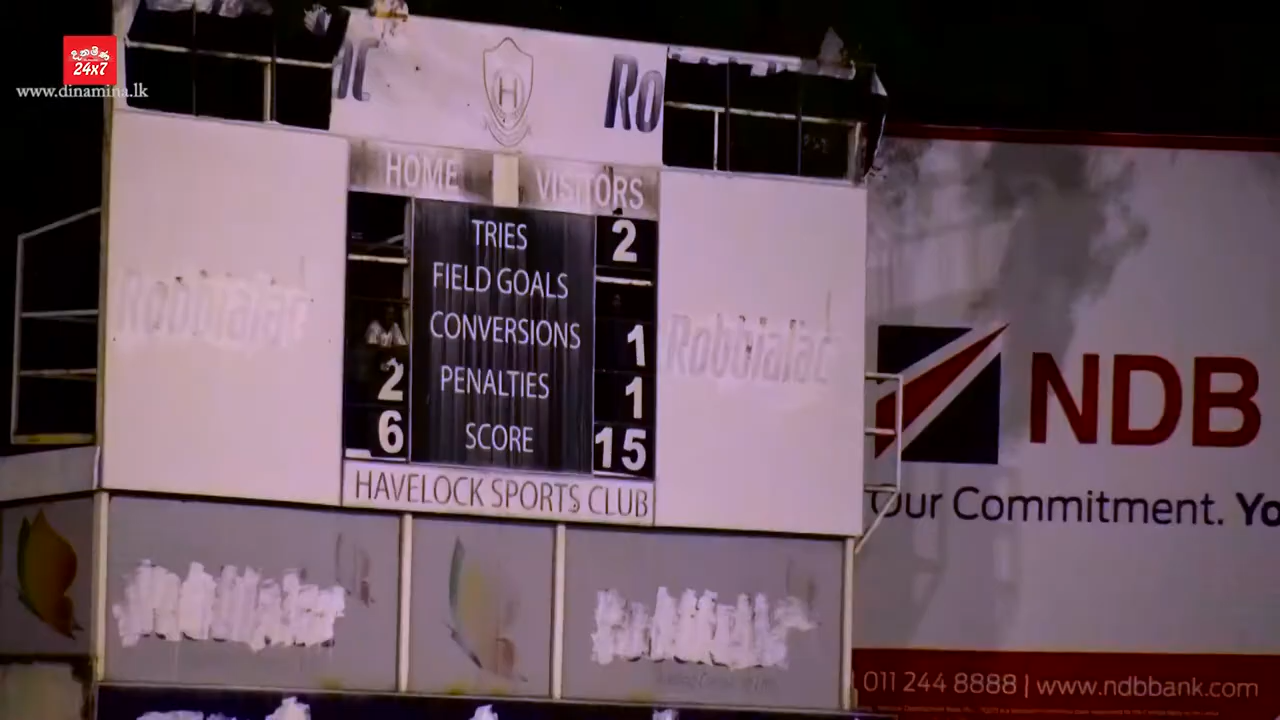 දිනමිණ
24x7
www.dinamina.lk
Ro
H
HOME VISITORS
TRIES 2
FIELD GOALS
CONVERSIONS 1
2 PENALTIES 1
6 SCORE 15
HAVELOCK SPORTS CLUB
Robbialac
Robbialac
NDB
Our Commitment. Yo
011 244 8888 | www.ndbbank.com